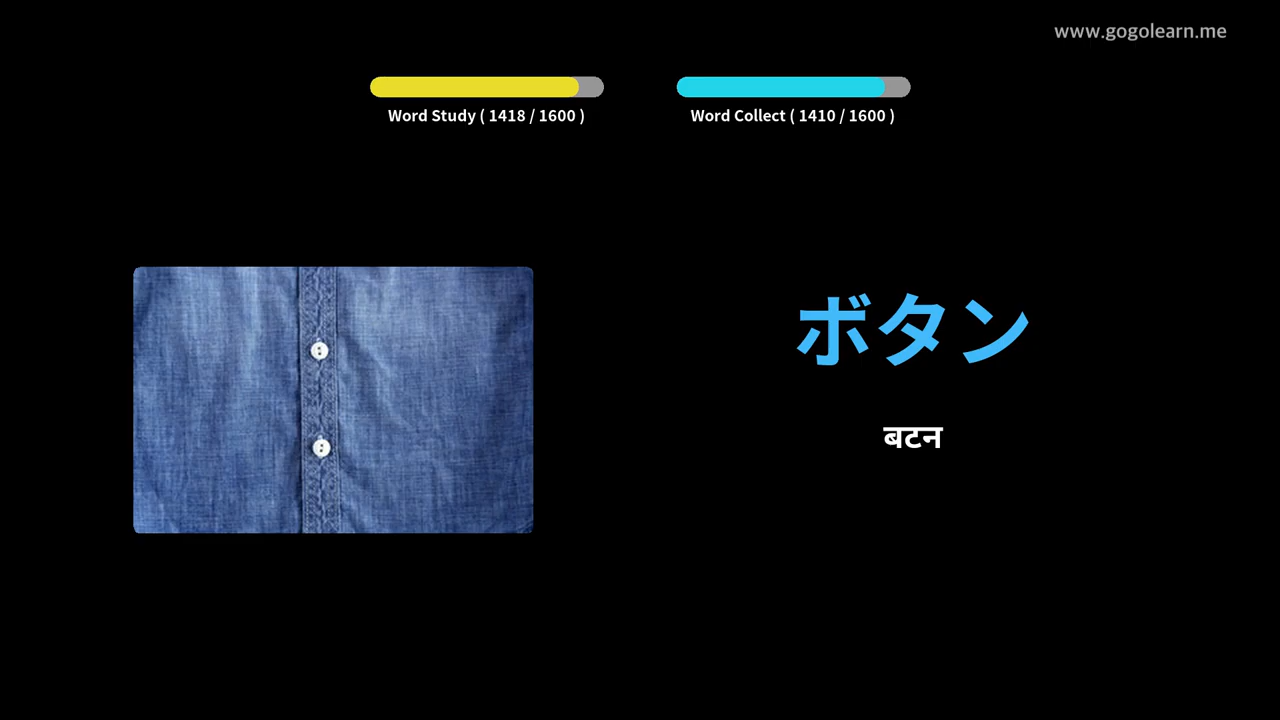 www.gogolearn.me
Word Study ( 1418 / 1600 )
Word Collect ( 1410 / 1600 )
ボタン
बटन